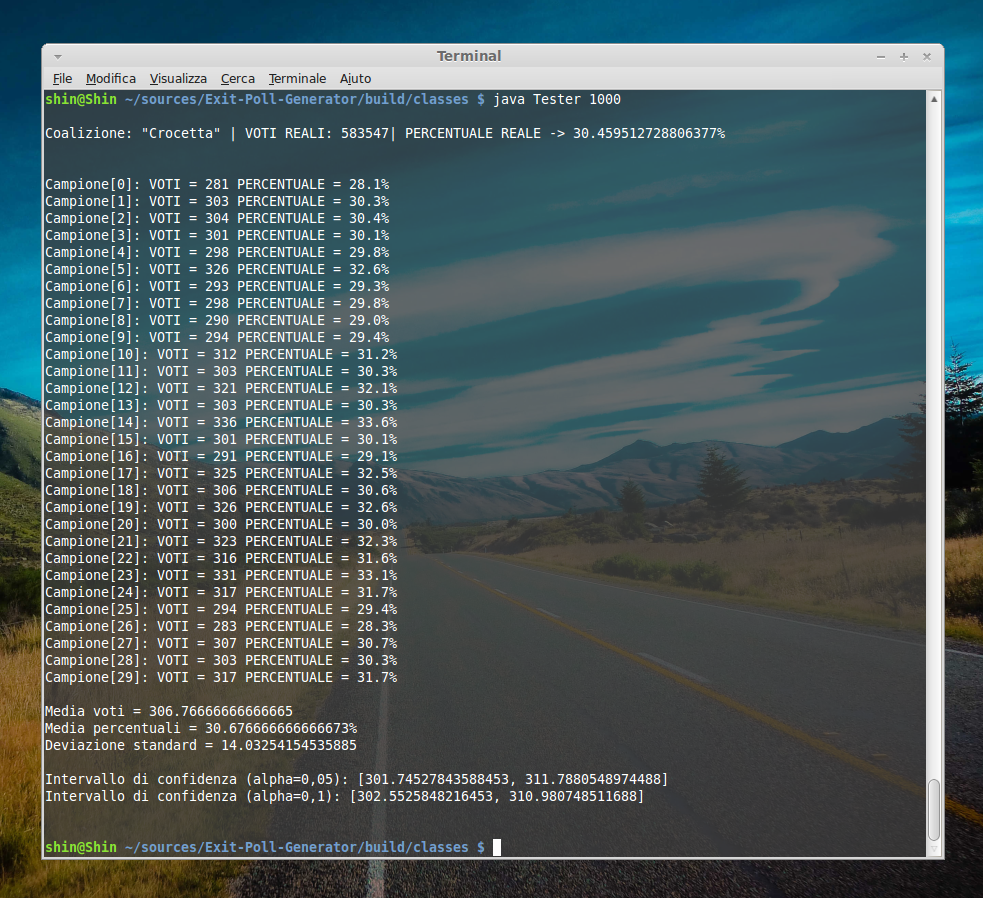 Terminal
File Modifica Visualizza Cerca Terminale Aiuto
shin@Shin ~/sources/Exit-Poll-Generator/build/classes $ java Tester 1000
Coalizione: "Crocetta" | VOTI REALI: 583547| PERCENTUALE REALE -> 30.459512728806377%
Campione[0]: VOTI = 281 PERCENTUALE = 28.1%
Campione[1]: VOTI = 303 PERCENTUALE = 30.3%
Campione[2]: VOTI = 304 PERCENTUALE = 30.4%
Campione[3]: VOTI = 301 PERCENTUALE = 30.1%
Campione[4]: VOTI = 298 PERCENTUALE = 29.8%
Campione[5]: VOTI = 326 PERCENTUALE = 32.6%
Campione[6]: VOTI = 293 PERCENTUALE = 29.3%
Campione[7]: VOTI = 298 PERCENTUALE = 29.8%
Campione[8]: VOTI = 290 PERCENTUALE = 29.0%
Campione[9]: VOTI = 294 PERCENTUALE = 29.4%
Campione[10]: VOTI = 312 PERCENTUALE = 31.2%
Campione[11]: VOTI = 303 PERCENTUALE = 30.3%
Campione[12]: VOTI = 321 PERCENTUALE = 32.1%
Campione[13]: VOTI = 303 PERCENTUALE = 30.3%
Campione[14]: VOTI = 336 PERCENTUALE = 33.6%
Campione[15]: VOTI = 301 PERCENTUALE = 30.1%
Campione[16]: VOTI = 291 PERCENTUALE = 29.1%
Campione[17]: VOTI = 325 PERCENTUALE = 32.5%
Campione[18]: VOTI = 306 PERCENTUALE = 30.6%
Campione[19]: VOTI = 326 PERCENTUALE = 32.6%
Campione[20]: VOTI = 300 PERCENTUALE = 30.0%
Campione[21]: VOTI = 323 PERCENTUALE = 32.3%
Campione[22]: VOTI = 316 PERCENTUALE = 31.6%
Campione[23]: VOTI = 331 PERCENTUALE = 33.1%
Campione[24]: VOTI = 317 PERCENTUALE = 31.7%
Campione[25]: VOTI = 294 PERCENTUALE = 29.4%
Campione[26]: VOTI = 283 PERCENTUALE = 28.3%
Campione[27]: VOTI = 307 PERCENTUALE = 30.7%
Campione[28]: VOTI = 303 PERCENTUALE = 30.3%
Campione[29]: VOTI = 317 PERCENTUALE = 31.7%
Media voti = 306.76666666666665
Media percentuali = 30.676666666666673%
Deviazione standard = 14.03254154535885
Intervallo di confidenza (alpha=0,05): [301.74527843588453, 311.7880548974488]
Intervallo di confidenza (alpha=0,1): [302.5525848216453, 310.980748511688]
shin@Shin ~/sources/Exit-Poll-Generator/build/classes $